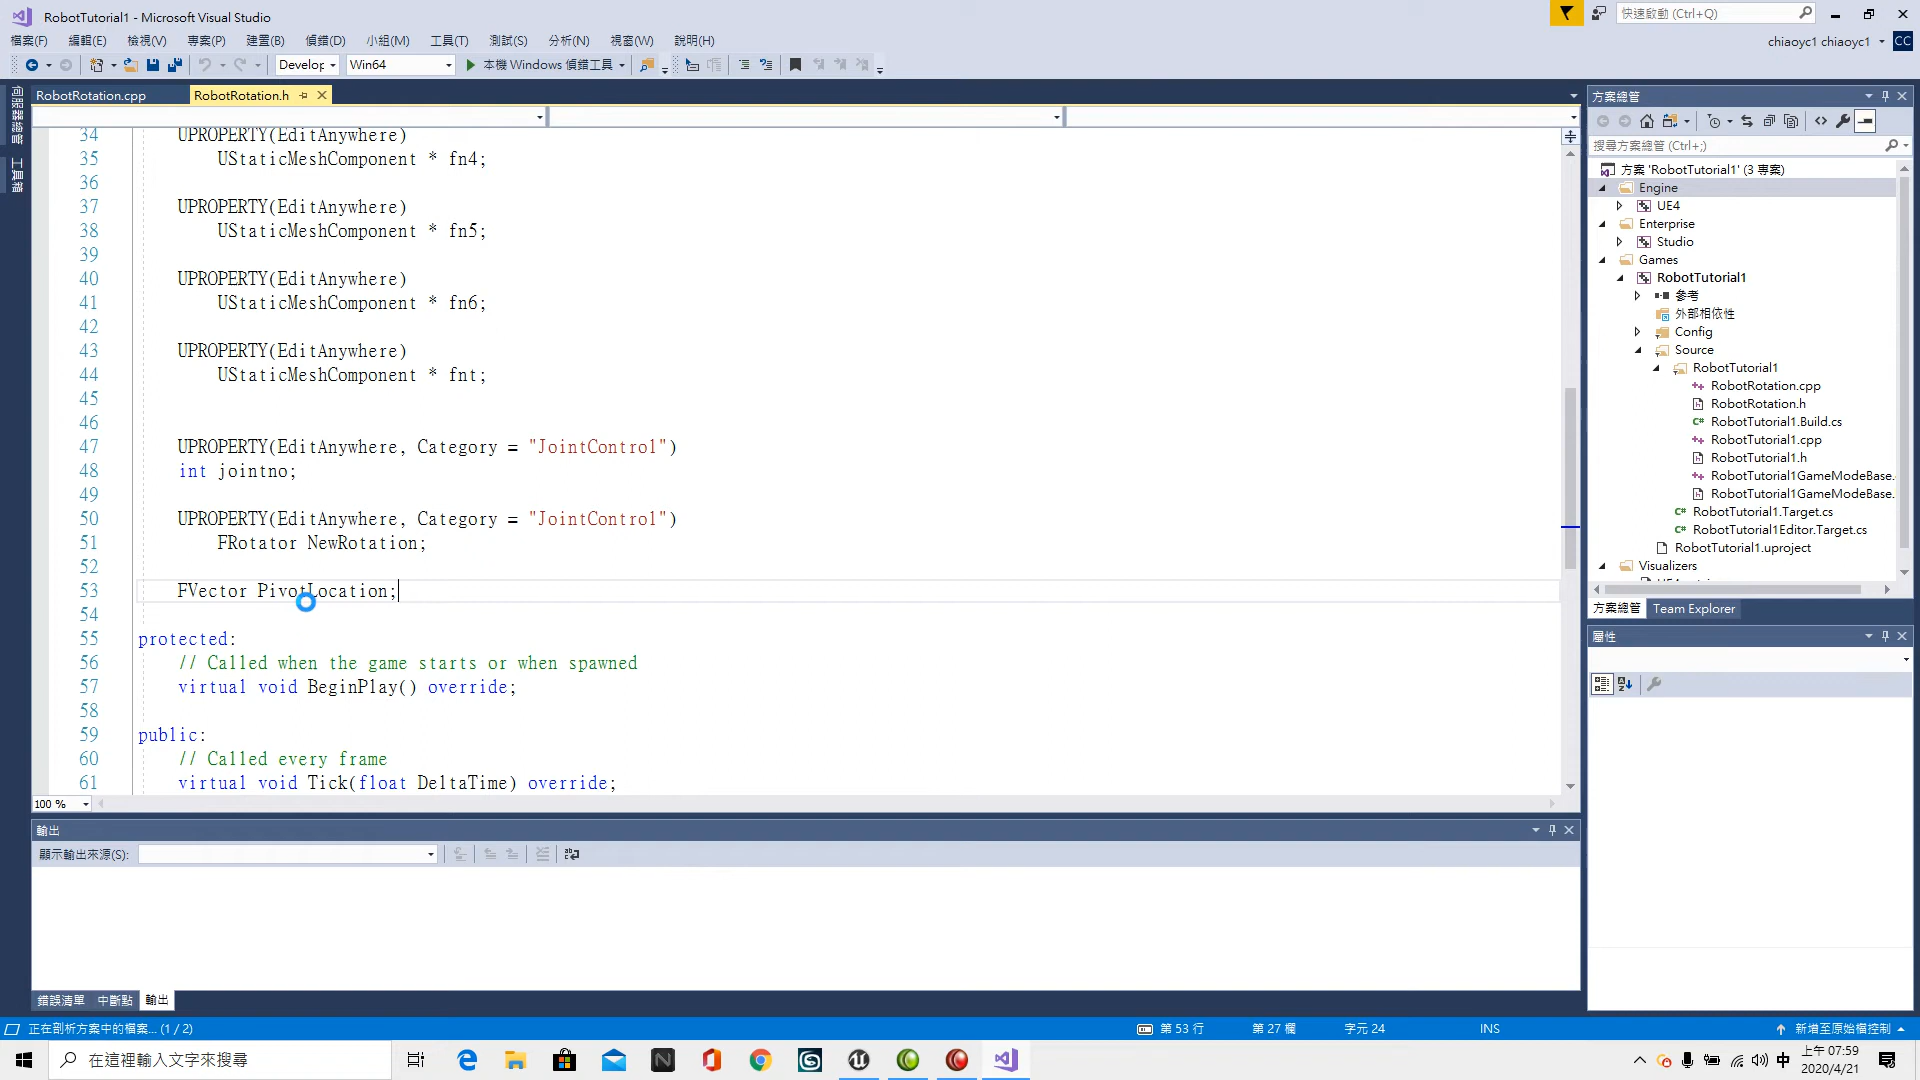 RobotTutorial1 - Microsoft Visual Studio
快速啟動 (Ctrl+Q)
檔案(F) 編輯(E) 檢視(V) 專案(P) 建置(B) 偵錯(D) 小組(M) 工具(T) 測試(S) 分析(N) 視窗(W) 說明(H)
chiaoyc1 chiaoyc1 CC
Develop Win64 本機 Windows 偵錯工具
伺服器總管
工具箱
RobotRotation.cpp RobotRotation.h
34 UPROPERTY(EditAnywhere)
35 UStaticMeshComponent * fn4;
36
37 UPROPERTY(EditAnywhere)
38 UStaticMeshComponent * fn5;
39
40 UPROPERTY(EditAnywhere)
41 UStaticMeshComponent * fn6;
42
43 UPROPERTY(EditAnywhere)
44 UStaticMeshComponent * fnt;
45
46
47 UPROPERTY(EditAnywhere, Category = "JointControl")
48 int jointno;
49
50 UPROPERTY(EditAnywhere, Category = "JointControl")
51 FRotator NewRotation;
52
53 FVector PivotLocation;
54
55 protected:
56 // Called when the game starts or when spawned
57 virtual void BeginPlay() override;
58
59 public:
60 // Called every frame
61 virtual void Tick(float DeltaTime) override;
100 %
輸出
顯示輸出來源(S):
錯誤清單 中斷點 輸出
方案總管
搜尋方案總管 (Ctrl+;)
方案 'RobotTutorial1' (3 專案)
Engine
UE4
Enterprise
Studio
Games
RobotTutorial1
參考
外部相依性
Config
Source
RobotTutorial1
RobotRotation.cpp
RobotRotation.h
RobotTutorial1.Build.cs
RobotTutorial1.cpp
RobotTutorial1.h
RobotTutorial1GameModeBase.
RobotTutorial1GameModeBase.
RobotTutorial1.Target.cs
RobotTutorial1Editor.Target.cs
RobotTutorial1.uproject
Visualizers
方案總管 Team Explorer
屬性
正在剖析方案中的檔案... (1 / 2) 第 53 行 第 27 欄 字元 24 INS 新增至原始檔控制
在這裡輸入文字來搜尋
中
上午 07:59
2020/4/21